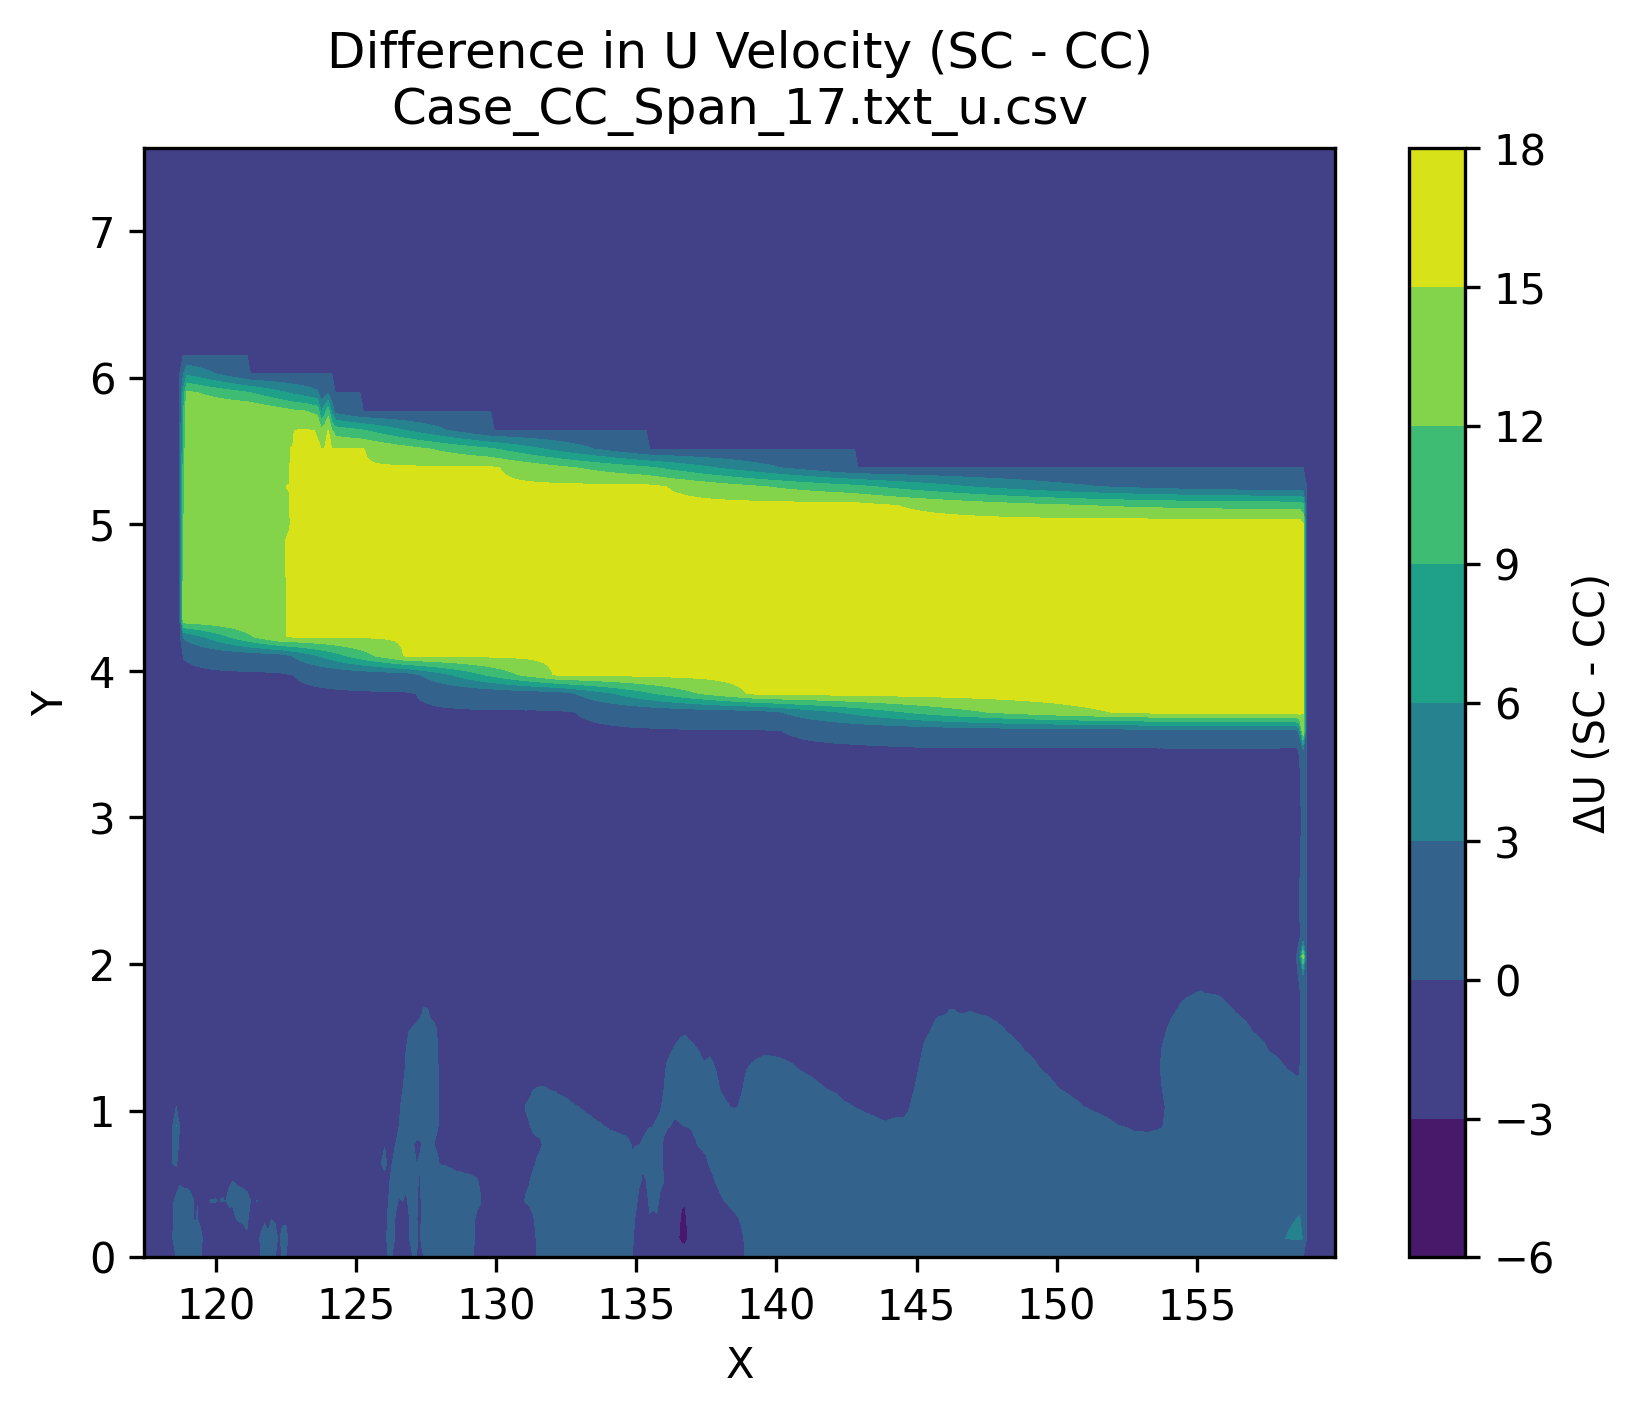 Difference in U Velocity (SC - CC)
Case_CC_Span_17.txt_u.csv
7
6
5
4
3
2
1
0
Y
120 125 130 135 140 145 150 155
X
18
15
12
9
6
3
0
−3
−6
ΔU (SC - CC)